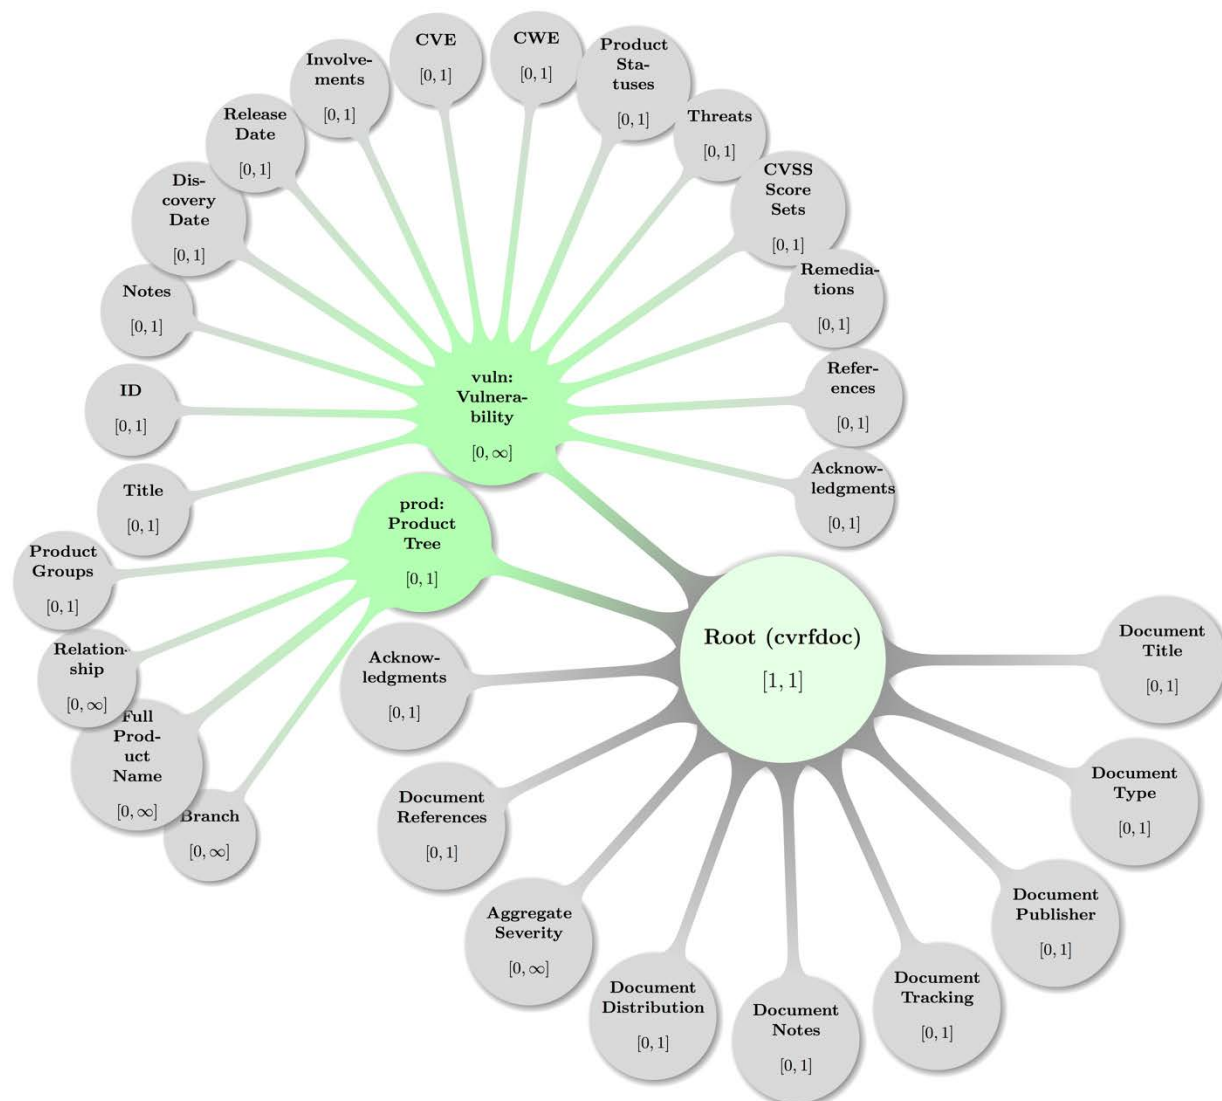 CVE
[0, 1]
CWE
[0, 1]
Product
Sta-
tuses
[0, 1]
Involve-
ments
[0, 1]
Threats
[0, 1]
Release
Date
[0, 1]
CVSS
Score
Sets
[0, 1]
Dis-
covery
Date
[0, 1]
Remedia-
tions
[0, 1]
Notes
[0, 1]
Refer-
ences
[0, 1]
ID
[0, 1]
vuln:
Vulnera-
bility
[0, ∞]
Acknow-
ledgments
[0, 1]
Title
[0, 1]
prod:
Product
Tree
[0, 1]
Product
Groups
[0, 1]
Relation-
ship
[0, ∞]
Full
Prod-
uct
Name
[0, ∞]
Branch
[0, ∞]
Root (cvrfdoc)
[1, 1]
Document
Title
[0, 1]
Acknow-
ledgments
[0, 1]
Document
Type
[0, 1]
Document
References
[0, 1]
Document
Publisher
[0, 1]
Aggregate
Severity
[0, ∞]
Document
Tracking
[0, 1]
Document
Distribution
[0, 1]
Document
Notes
[0, 1]